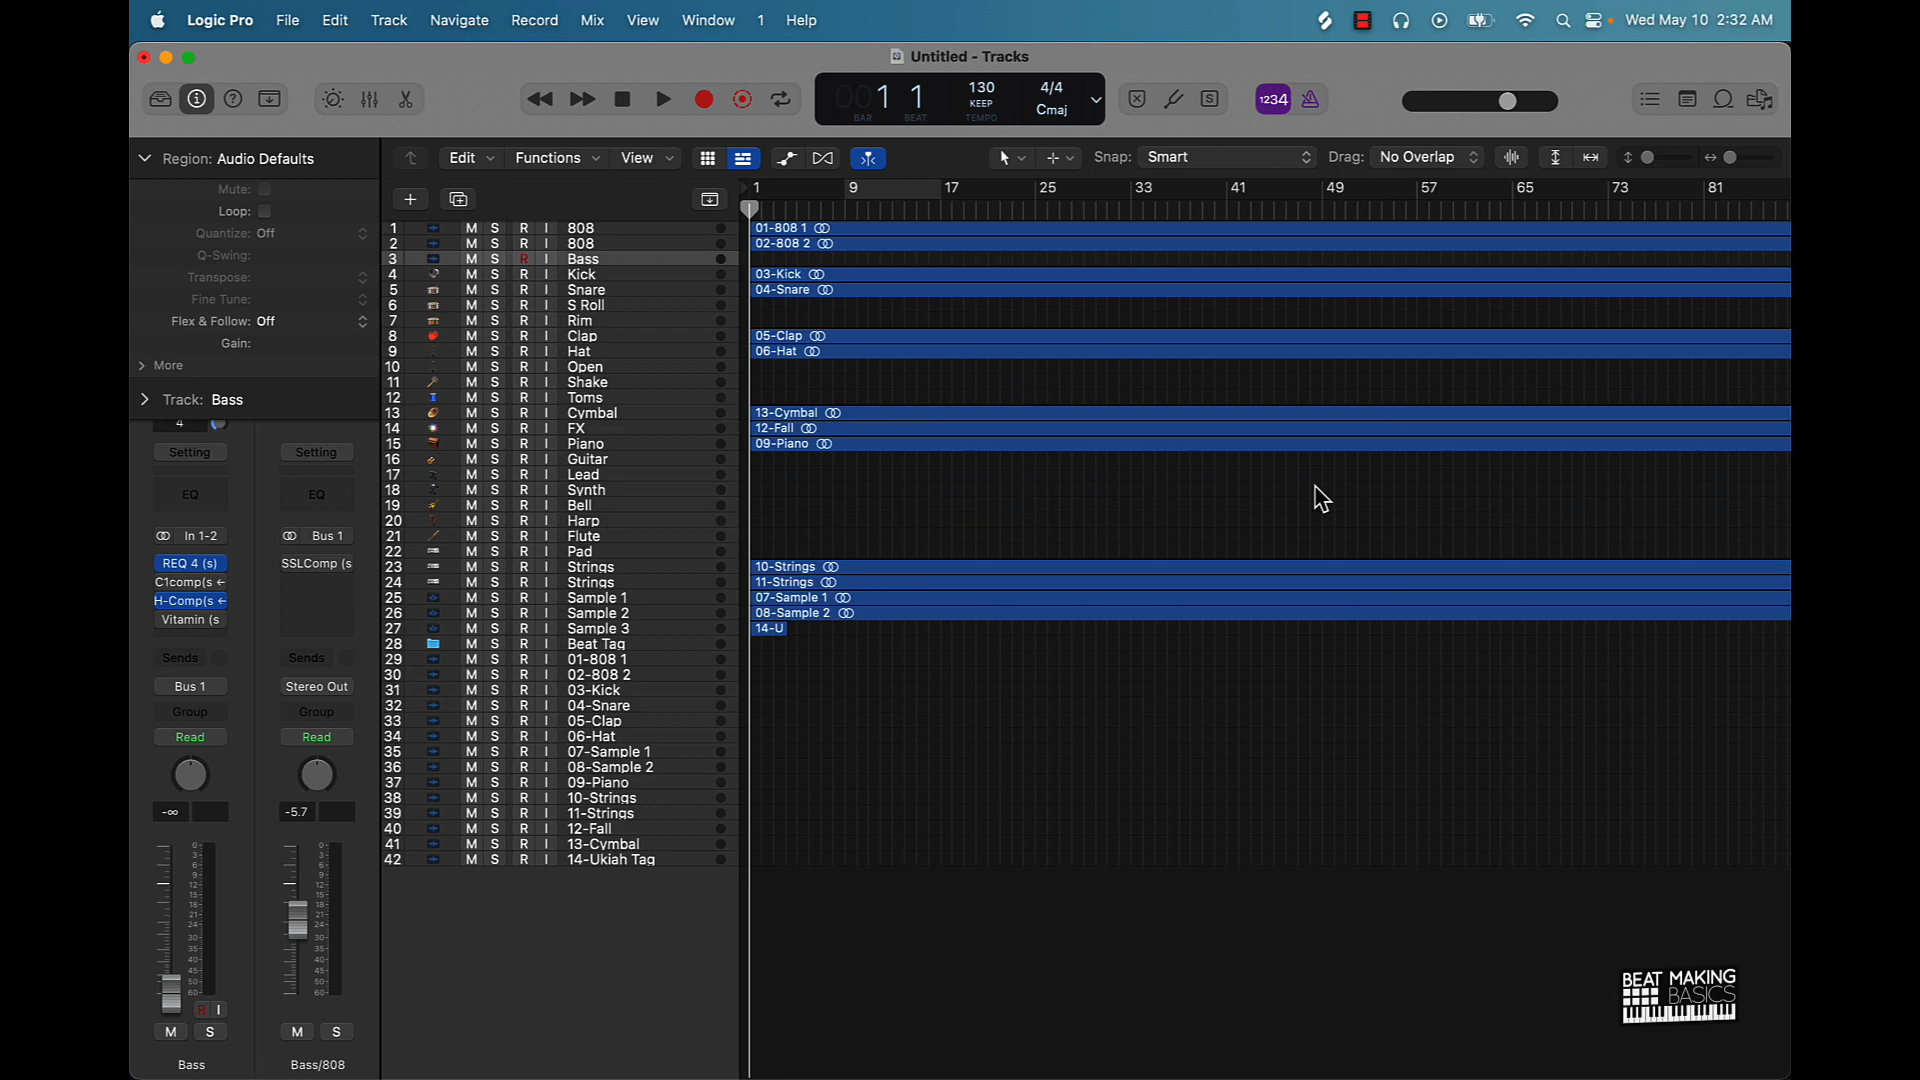 Logic Pro File Edit Track Navigate Record Mix View Window 1 Help Wed May 10 2:32 AM
Untitled - Tracks
001 1 130 4/4
KEEP Cmaj
BAR BEAT TEMPO
1234
Region: Audio Defaults
Edit Functions View Snap: Smart Drag: No Overlap
Mute:
Loop:
Quantize: Off
Q-Swing:
Transpose:
Fine Tune:
Flex & Follow: Off
Gain:
More
Track: Bass
4
Setting Setting
EQ EQ
In 1-2 Bus 1
REQ 4 (s) SSLComp (s
C1comp(s
H-Comp(s
Vitamin (s
Sends Sends
Bus 1 Stereo Out
Group Group
Read Read
-∞ -5.7
R I
M S M S
Bass Bass/808
1 9 17 25 33 41 49 57 65 73 81
1 M S R I 808 01-808 1
2 M S R I 808 02-808 2
3 M S R I Bass
4 M S R I Kick 03-Kick
5 M S R I Snare 04-Snare
6 M S R I S Roll
7 M S R I Rim
8 M S R I Clap 05-Clap
9 M S R I Hat 06-Hat
10 M S R I Open
11 M S R I Shake
12 M S R I Toms
13 M S R I Cymbal 13-Cymbal
14 M S R I FX 12-Fall
15 M S R I Piano 09-Piano
16 M S R I Guitar
17 M S R I Lead
18 M S R I Synth
19 M S R I Bell
20 M S R I Harp
21 M S R I Flute
22 M S R I Pad
23 M S R I Strings 10-Strings
24 M S R I Strings 11-Strings
25 M S R I Sample 1 07-Sample 1
26 M S R I Sample 2 08-Sample 2
27 M S R I Sample 3 14-U
28 M S R I Beat Tag
29 M S R I 01-808 1
30 M S R I 02-808 2
31 M S R I 03-Kick
32 M S R I 04-Snare
33 M S R I 05-Clap
34 M S R I 06-Hat
35 M S R I 07-Sample 1
36 M S R I 08-Sample 2
37 M S R I 09-Piano
38 M S R I 10-Strings
39 M S R I 11-Strings
40 M S R I 12-Fall
41 M S R I 13-Cymbal
42 M S R I 14-Ukiah Tag
BEAT MAKING
BASICS